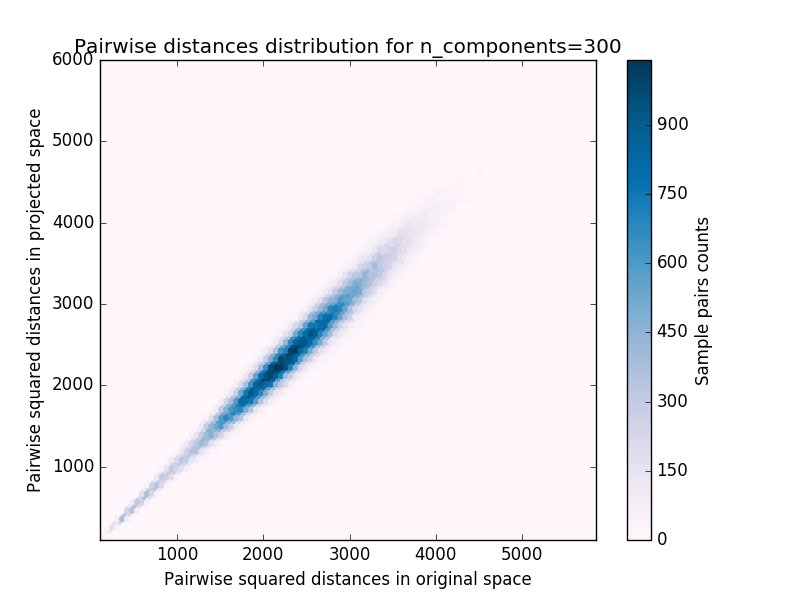 Pairwise distances distribution for n_components=300
6000
5000
4000
3000
2000
1000
Pairwise squared distances in projected space
1000 2000 3000 4000 5000
Pairwise squared distances in original space
900
750
600
450
300
150
0
Sample pairs counts